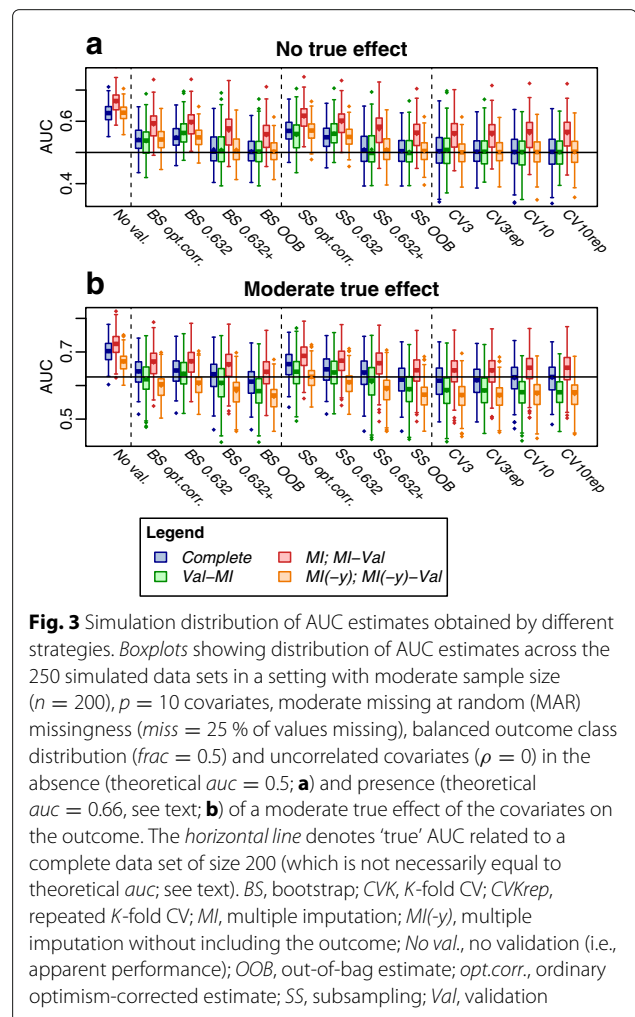 a
No true effect
AUC
0.6
0.4
No val.
BS opt.corr.
BS 0.632
BS 0.632+
BS OOB
SS opt.corr.
SS 0.632
SS 0.632+
SS OOB
CV3
CV3rep
CV10
CV10rep
b
Moderate true effect
AUC
0.7
0.5
No val.
BS opt.corr.
BS 0.632
BS 0.632+
BS OOB
SS opt.corr.
SS 0.632
SS 0.632+
SS OOB
CV3
CV3rep
CV10
CV10rep
Legend
Complete
MI; MI–Val
Val–MI
MI(–y); MI(–y)–Val
Fig. 3 Simulation distribution of AUC estimates obtained by different
strategies. Boxplots showing distribution of AUC estimates across the
250 simulated data sets in a setting with moderate sample size
(n = 200), p = 10 covariates, moderate missing at random (MAR)
missingness (miss = 25 % of values missing), balanced outcome class
distribution (frac = 0.5) and uncorrelated covariates (ρ = 0) in the
absence (theoretical auc = 0.5; a) and presence (theoretical
auc = 0.66, see text; b) of a moderate true effect of the covariates on
the outcome. The horizontal line denotes ‘true’ AUC related to a
complete data set of size 200 (which is not necessarily equal to
theoretical auc; see text). BS, bootstrap; CVK, K-fold CV; CVKrep,
repeated K-fold CV; MI, multiple imputation; MI(-y), multiple
imputation without including the outcome; No val., no validation (i.e.,
apparent performance); OOB, out-of-bag estimate; opt.corr., ordinary
optimism-corrected estimate; SS, subsampling; Val, validation